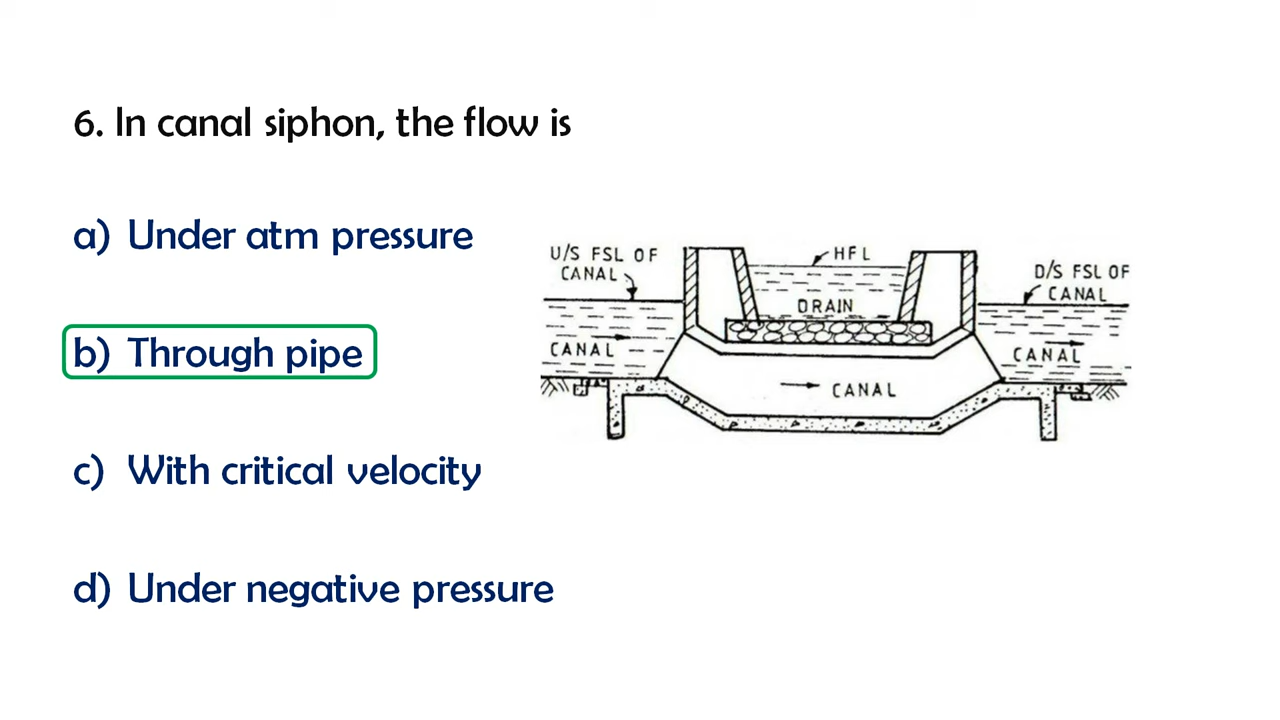 6. In canal siphon, the flow is
a) Under atm pressure
b) Through pipe
c) With critical velocity
d) Under negative pressure
U/S FSL OF
CANAL
HFL
D/S FSL OF
CANAL
DRAIN
CANAL
CANAL
CANAL